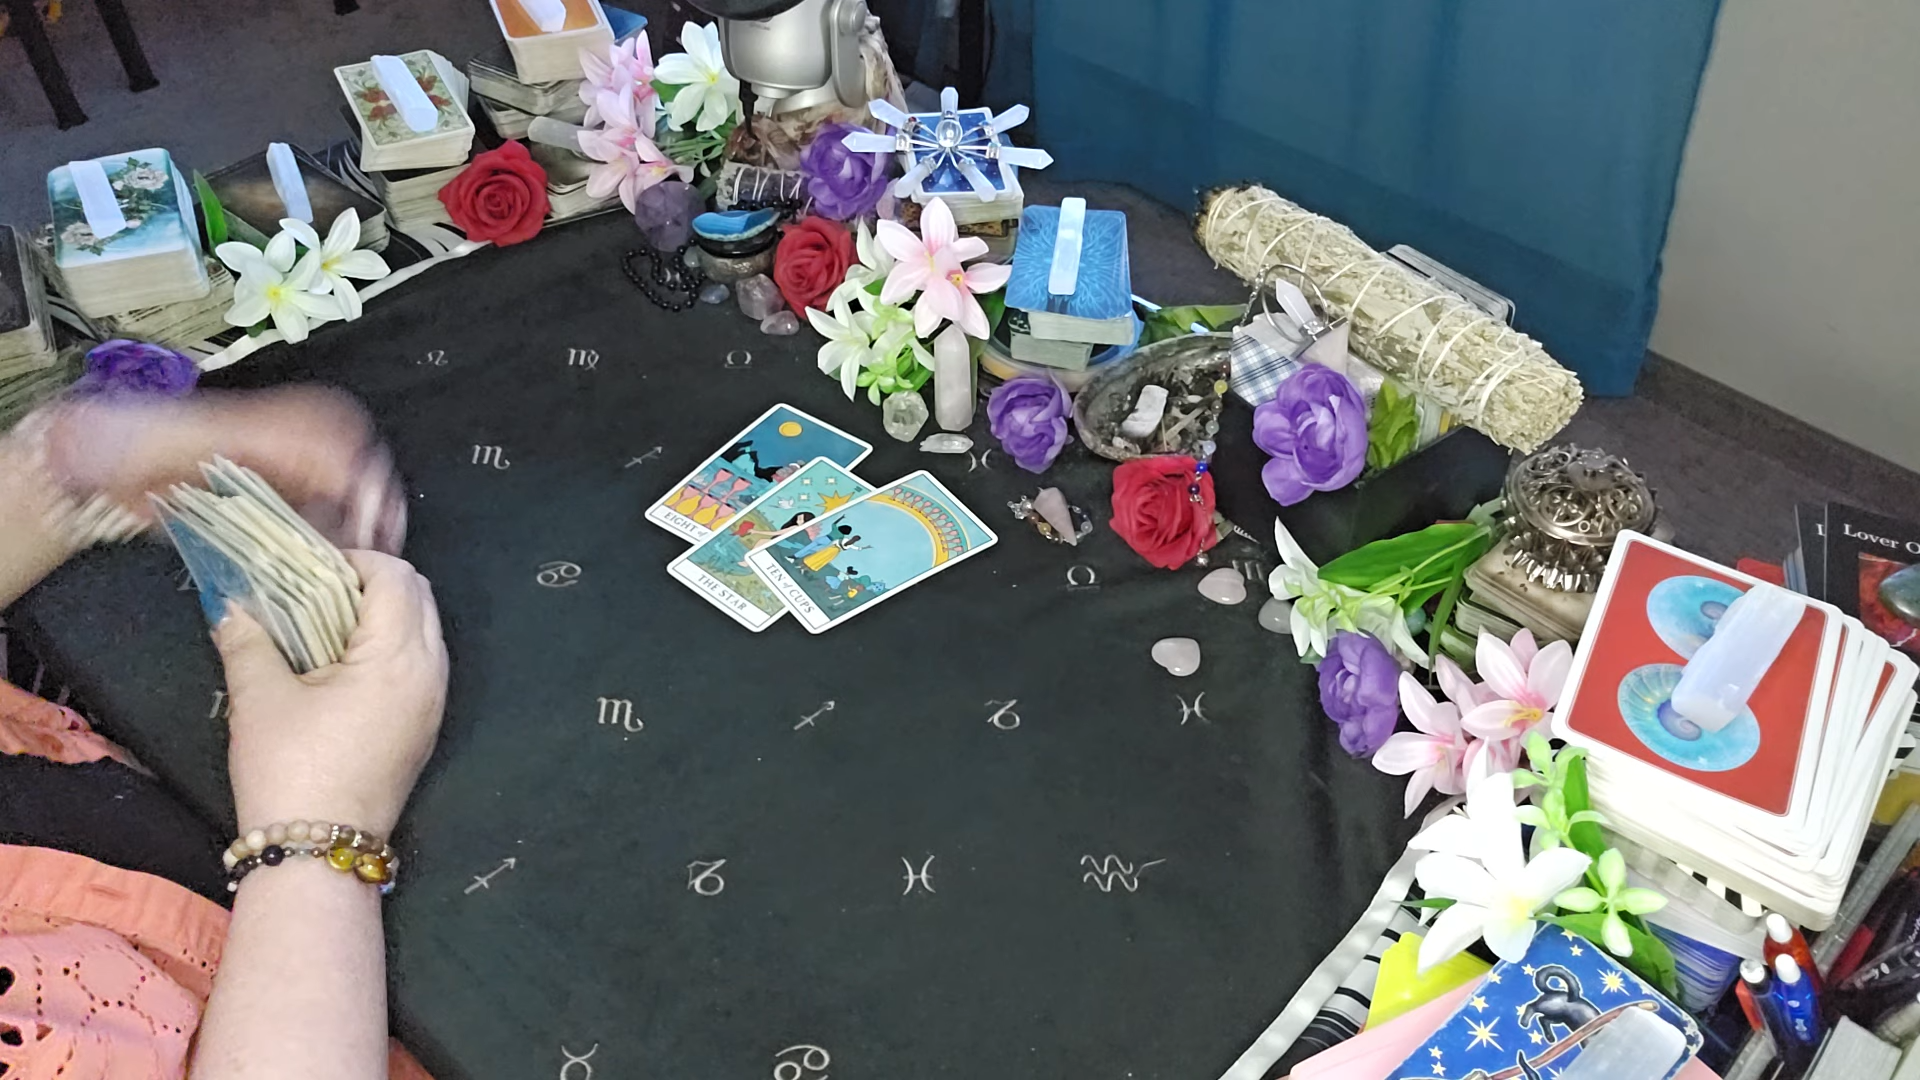 EIGHT of
THE STAR
TEN of CUPS
Lover O